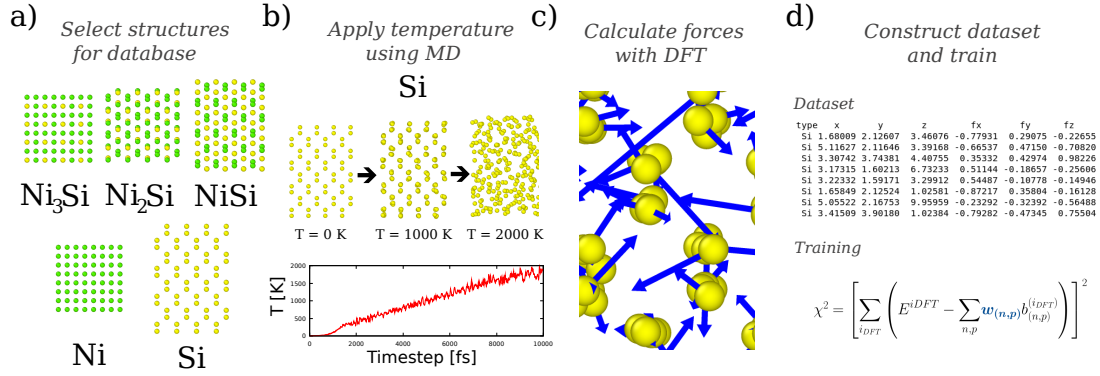 a)
Select structures
for database
Ni3Si Ni2Si NiSi
Ni Si
b)
Apply temperature
using MD
Si
T = 0 K T = 1000 K T = 2000 K
T [K]
2000
1500
1000
500
0
0 2000 4000 6000 8000 10000
Timestep [fs]
c)
Calculate forces
with DFT
d)
Construct dataset
and train
Dataset
type x y z fx fy fz
Si 1.68009 2.12607 3.46076 -0.77931 0.29075 -0.22655
Si 5.11627 2.11646 3.39168 -0.66537 0.47150 -0.70820
Si 3.30742 3.74381 4.40755 0.35332 0.42974 0.98226
Si 3.17315 1.60213 6.73233 0.51144 -0.18657 -0.25606
Si 3.22332 1.59171 3.29912 0.54487 -0.10778 -0.14946
Si 1.65849 2.12524 1.02581 -0.87217 0.35804 -0.16128
Si 5.05522 2.16753 9.95959 -0.23292 -0.32392 -0.56488
Si 3.41509 3.90180 1.02384 -0.79282 -0.47345 0.75504
Training
χ² = [∑_{i_{DFT}} (E^{iDFT} − ∑_{n,p} w_{(n,p)} b_{(n,p)}^{(i_{DFT})})]²